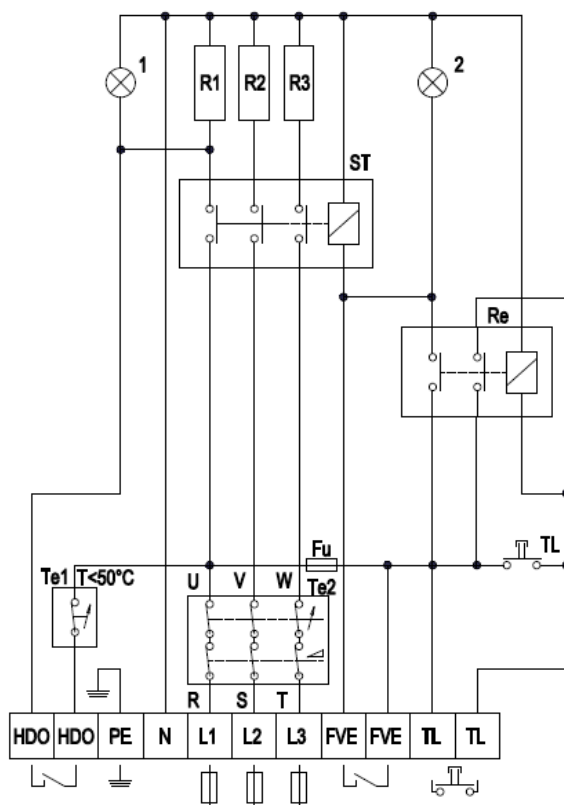 1
2
R1 R2 R3
ST
Re
Fu
TL
Te1 T<50°C
U V W
Te2
R S T
HDO HDO PE N L1 L2 L3 FVE FVE TL TL